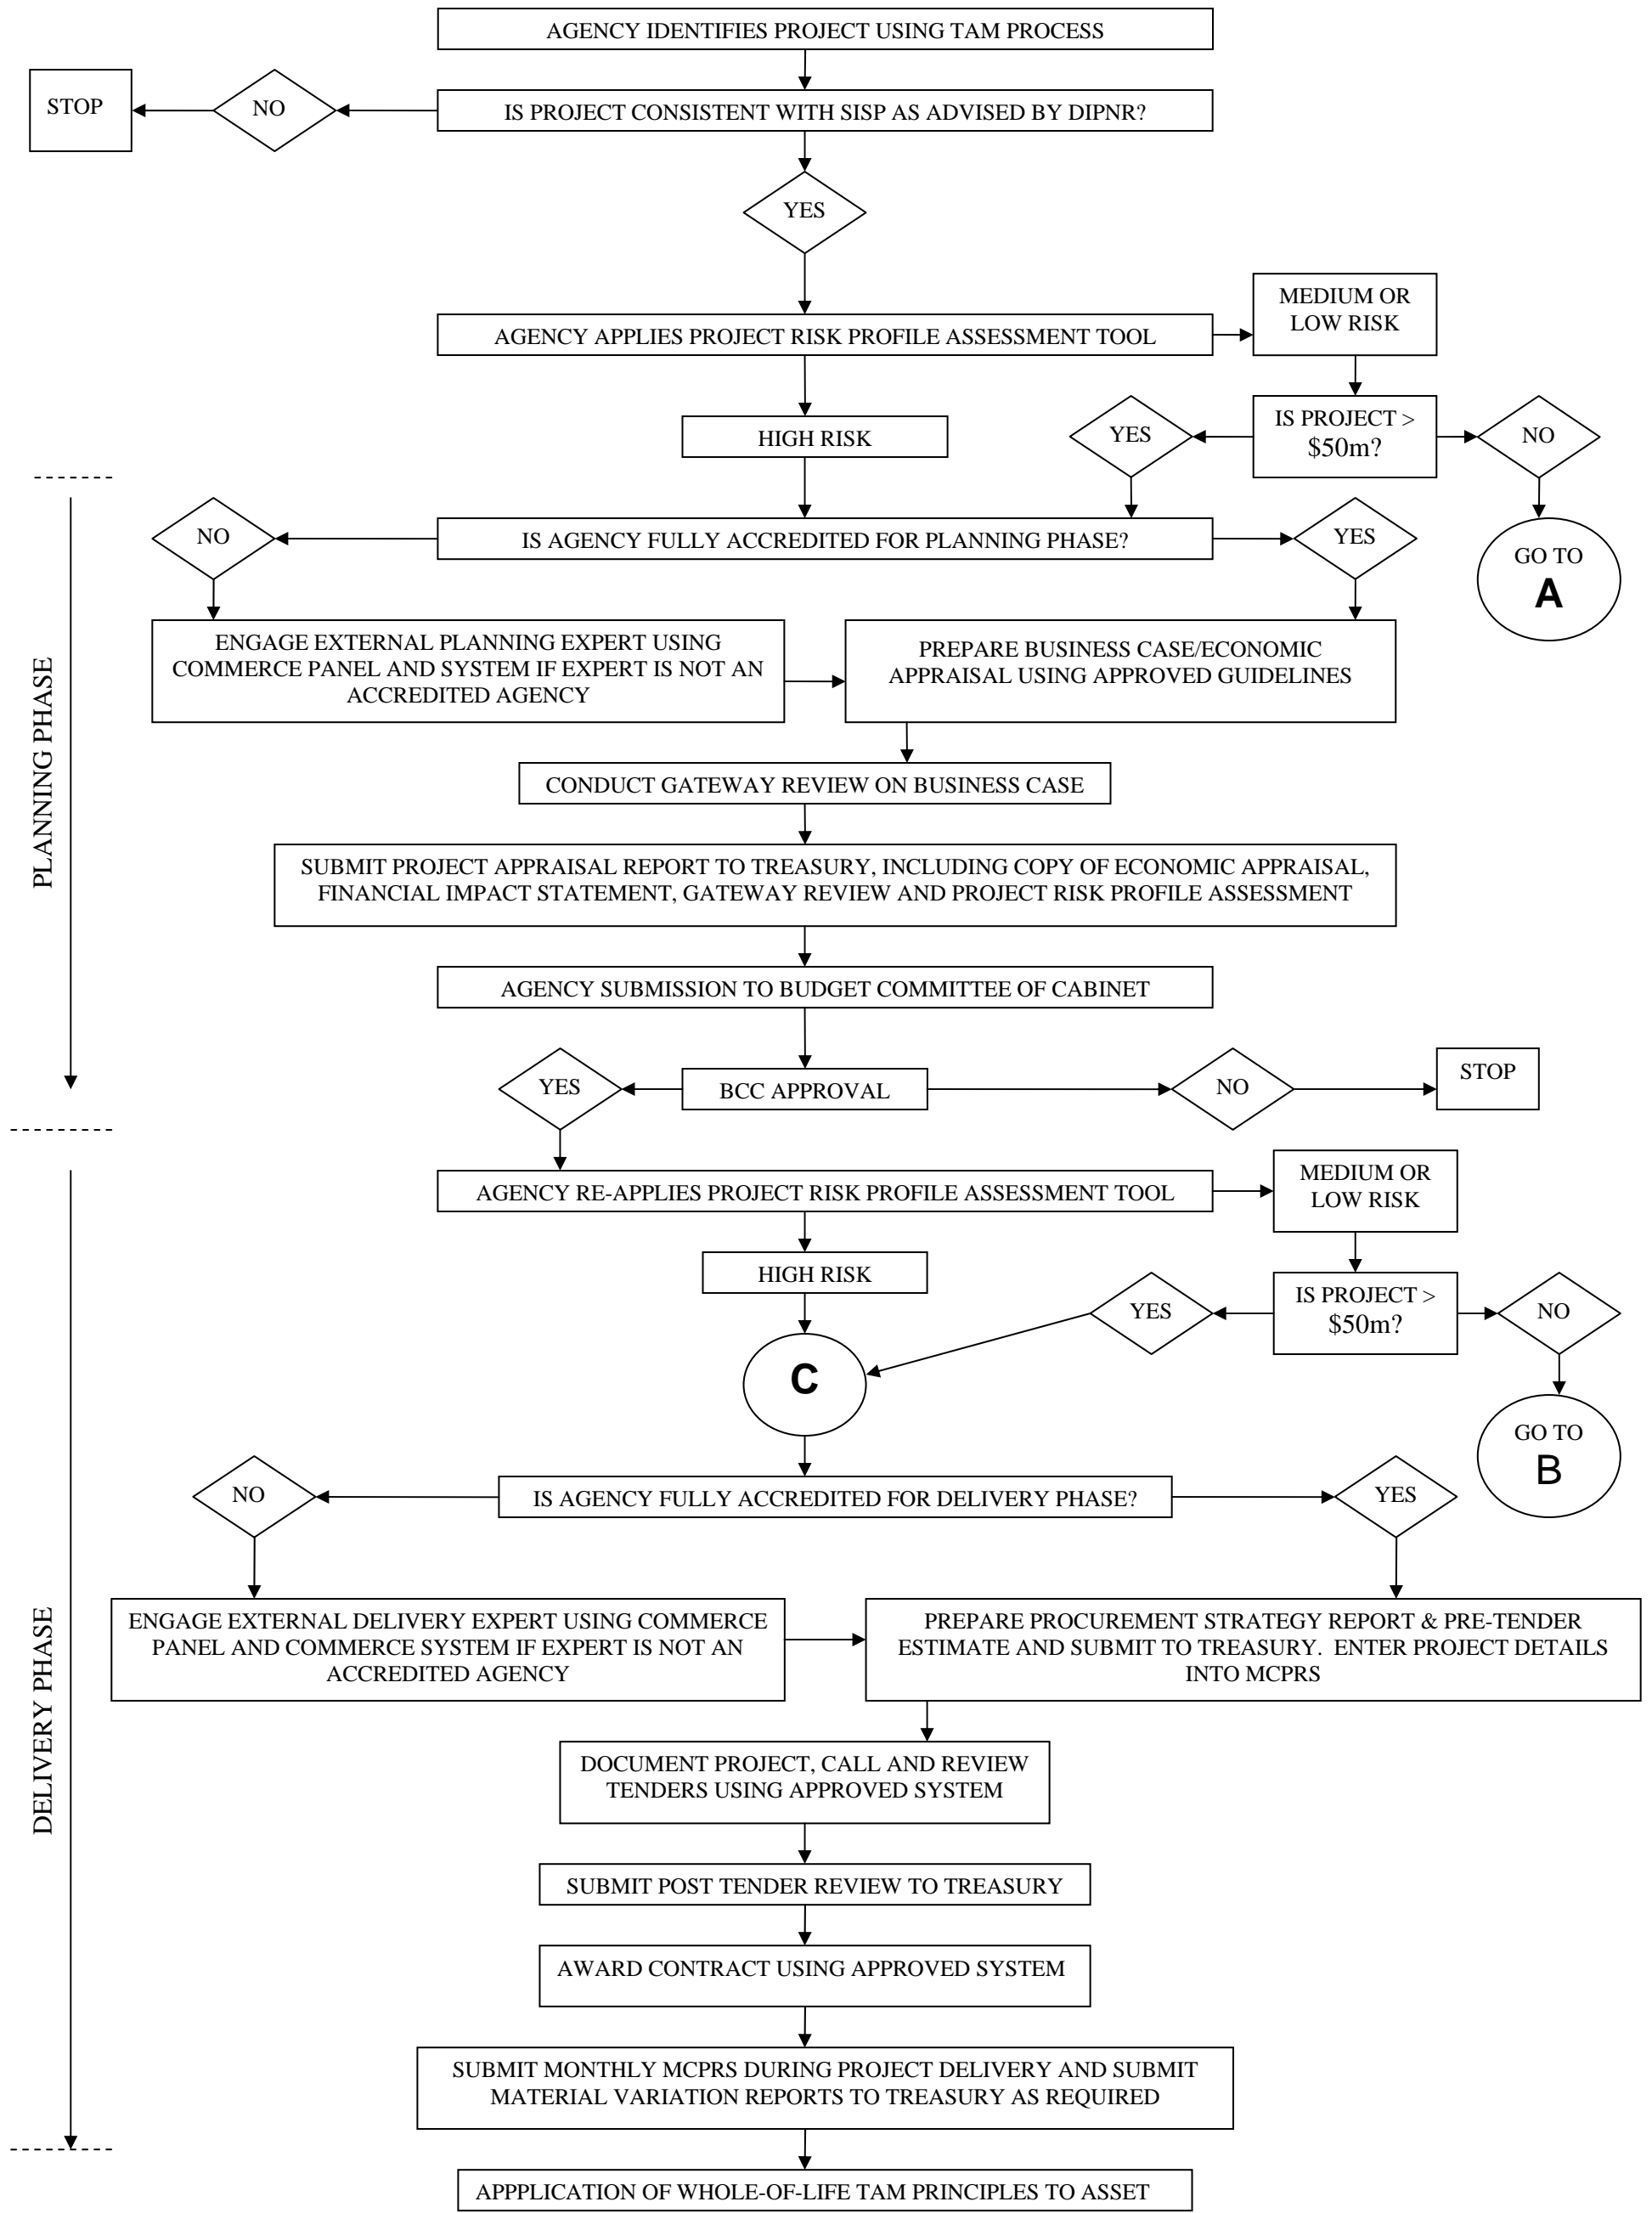 AGENCY IDENTIFIES PROJECT USING TAM PROCESS
STOP
NO
IS PROJECT CONSISTENT WITH SISP AS ADVISED BY DIPNR?
YES
AGENCY APPLIES PROJECT RISK PROFILE ASSESSMENT TOOL
MEDIUM OR
LOW RISK
HIGH RISK
YES
IS PROJECT >
$50m?
NO
GO TO
A
PLANNING PHASE
NO
IS AGENCY FULLY ACCREDITED FOR PLANNING PHASE?
YES
ENGAGE EXTERNAL PLANNING EXPERT USING
COMMERCE PANEL AND SYSTEM IF EXPERT IS NOT AN
ACCREDITED AGENCY
PREPARE BUSINESS CASE/ECONOMIC
APPRAISAL USING APPROVED GUIDELINES
CONDUCT GATEWAY REVIEW ON BUSINESS CASE
SUBMIT PROJECT APPRAISAL REPORT TO TREASURY, INCLUDING COPY OF ECONOMIC APPRAISAL,
FINANCIAL IMPACT STATEMENT, GATEWAY REVIEW AND PROJECT RISK PROFILE ASSESSMENT
AGENCY SUBMISSION TO BUDGET COMMITTEE OF CABINET
YES
BCC APPROVAL
NO
STOP
AGENCY RE-APPLIES PROJECT RISK PROFILE ASSESSMENT TOOL
MEDIUM OR
LOW RISK
HIGH RISK
YES
IS PROJECT >
$50m?
NO
C
GO TO
B
DELIVERY PHASE
NO
IS AGENCY FULLY ACCREDITED FOR DELIVERY PHASE?
YES
ENGAGE EXTERNAL DELIVERY EXPERT USING COMMERCE
PANEL AND COMMERCE SYSTEM IF EXPERT IS NOT AN
ACCREDITED AGENCY
PREPARE PROCUREMENT STRATEGY REPORT & PRE-TENDER
ESTIMATE AND SUBMIT TO TREASURY.  ENTER PROJECT DETAILS
INTO MCPRS
DOCUMENT PROJECT, CALL AND REVIEW
TENDERS USING APPROVED SYSTEM
SUBMIT POST TENDER REVIEW TO TREASURY
AWARD CONTRACT USING APPROVED SYSTEM
SUBMIT MONTHLY MCPRS DURING PROJECT DELIVERY AND SUBMIT
MATERIAL VARIATION REPORTS TO TREASURY AS REQUIRED
APPPLICATION OF WHOLE-OF-LIFE TAM PRINCIPLES TO ASSET